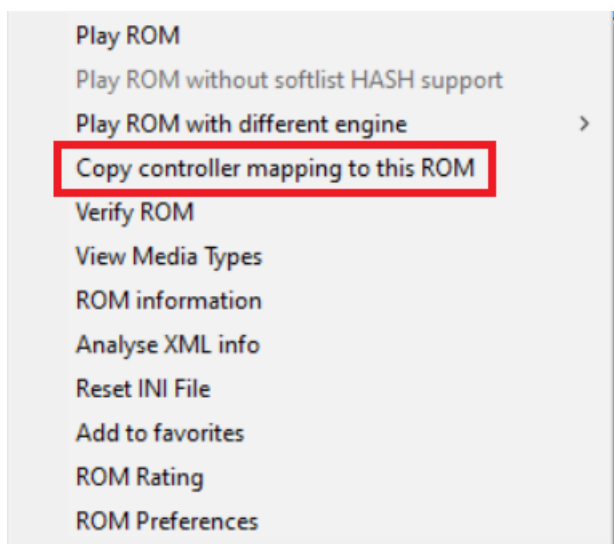 Play ROM
Play ROM without softlist HASH support
Play ROM with different engine
Copy controller mapping to this ROM
Verify ROM
View Media Types
ROM information
Analyse XML info
Reset INI File
Add to favorites
ROM Rating
ROM Preferences